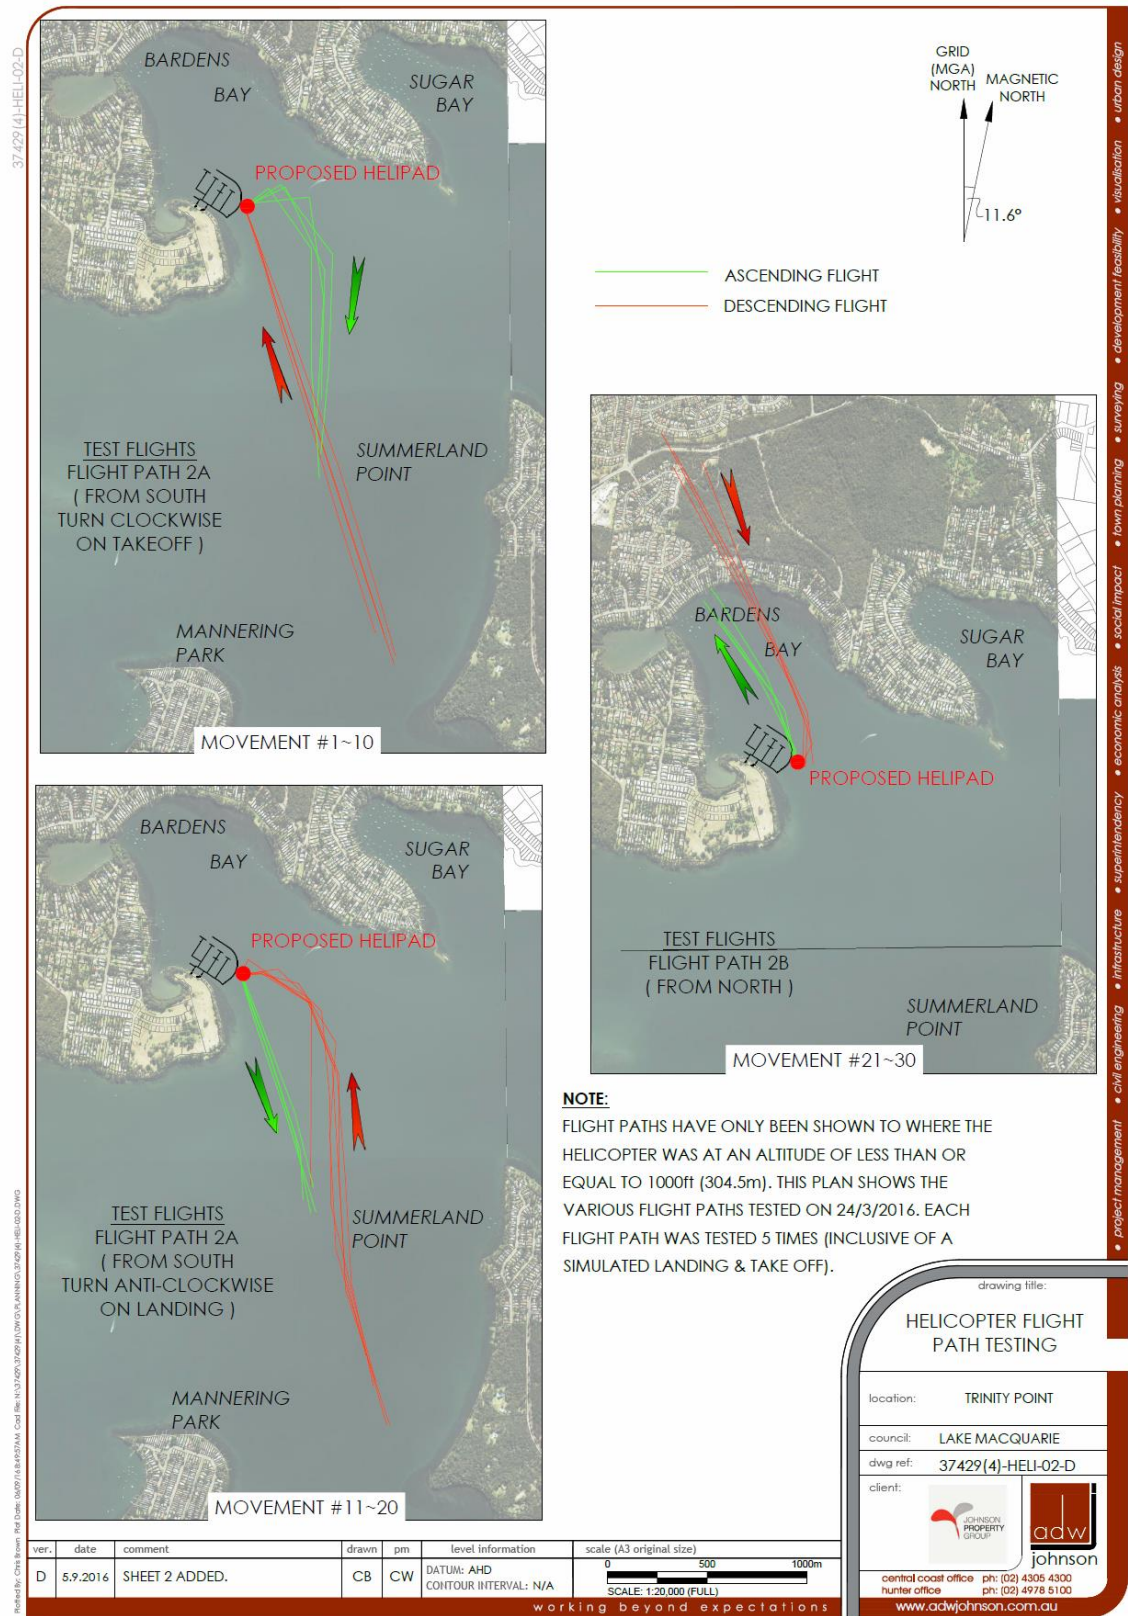 37429(4)-HELI-02-D
BARDENS
BAY
SUGAR
BAY
PROPOSED HELIPAD
TEST FLIGHTS
FLIGHT PATH 2A
( FROM SOUTH
TURN CLOCKWISE
ON TAKEOFF )
SUMMERLAND
POINT
MANNERING
PARK
MOVEMENT #1~10
GRID
(MGA)
NORTH
MAGNETIC
NORTH
11.6°
ASCENDING FLIGHT
DESCENDING FLIGHT
BARDENS
BAY
SUGAR
BAY
PROPOSED HELIPAD
TEST FLIGHTS
FLIGHT PATH 2B
( FROM NORTH )
SUMMERLAND
POINT
MOVEMENT #21~30
BARDENS
BAY
SUGAR
BAY
PROPOSED HELIPAD
TEST FLIGHTS
FLIGHT PATH 2A
( FROM SOUTH
TURN ANTI-CLOCKWISE
ON LANDING )
SUMMERLAND
POINT
MANNERING
PARK
MOVEMENT #11~20
NOTE:
FLIGHT PATHS HAVE ONLY BEEN SHOWN TO WHERE THE
HELICOPTER WAS AT AN ALTITUDE OF LESS THAN OR
EQUAL TO 1000ft (304.5m). THIS PLAN SHOWS THE
VARIOUS FLIGHT PATHS TESTED ON 24/3/2016. EACH
FLIGHT PATH WAS TESTED 5 TIMES (INCLUSIVE OF A
SIMULATED LANDING & TAKE OFF).
• project management • civil engineering • infrastructure • superintendency • economic analysis • social impact • town planning • surveying • development feasibility • visualisation • urban design
drawing title:
HELICOPTER FLIGHT
PATH TESTING
location: TRINITY POINT
council: LAKE MACQUARIE
dwg ref: 37429(4)-HELI-02-D
client:
JOHNSON
PROPERTY
GROUP
adw
johnson
central coast office ph: (02) 4305 4300
hunter office ph: (02) 4978 5100
www.adwjohnson.com.au
ver. date comment drawn pm level information scale (A3 original size)
D 5.9.2016 SHEET 2 ADDED. CB CW
DATUM: AHD
CONTOUR INTERVAL: N/A
0 500 1000m
SCALE: 1:20,000 (FULL)
working beyond expectations